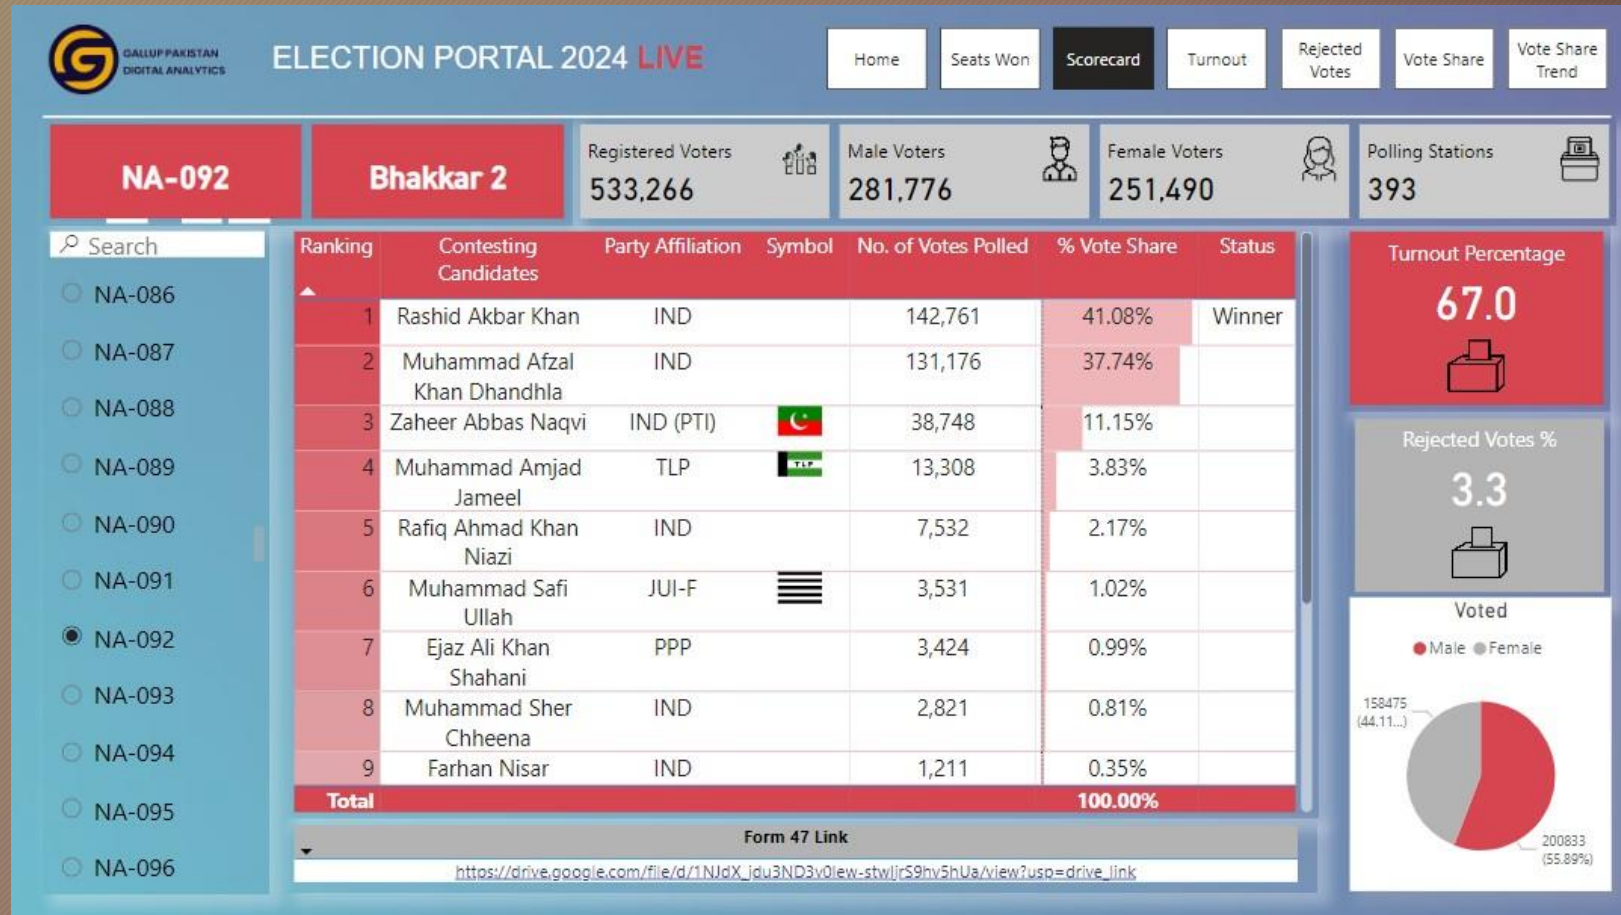 GALLUP PAKISTAN
DIGITAL ANALYTICS
ELECTION PORTAL 2024 LIVE
Home
Seats Won
Scorecard
Turnout
Rejected
Votes
Vote Share
Vote Share
Trend
NA-092
Bhakkar 2
Registered Voters
533,266
Male Voters
281,776
Female Voters
251,490
Polling Stations
393
Search
NA-086
NA-087
NA-088
NA-089
NA-090
NA-091
NA-092
NA-093
NA-094
NA-095
NA-096
Ranking Contesting Candidates Party Affiliation Symbol No. of Votes Polled % Vote Share Status
1 Rashid Akbar Khan IND 142,761 41.08% Winner
2 Muhammad Afzal Khan Dhandhla IND 131,176 37.74%
3 Zaheer Abbas Naqvi IND (PTI) 38,748 11.15%
4 Muhammad Amjad Jameel TLP TLP 13,308 3.83%
5 Rafiq Ahmad Khan Niazi IND 7,532 2.17%
6 Muhammad Safi Ullah JUI-F 3,531 1.02%
7 Ejaz Ali Khan Shahani PPP 3,424 0.99%
8 Muhammad Sher Chheena IND 2,821 0.81%
9 Farhan Nisar IND 1,211 0.35%
Total 100.00%
Form 47 Link
Turnout Percentage
67.0
Rejected Votes %
3.3
Voted
Male Female
158475
(44.11...)
200833
(55.89%)